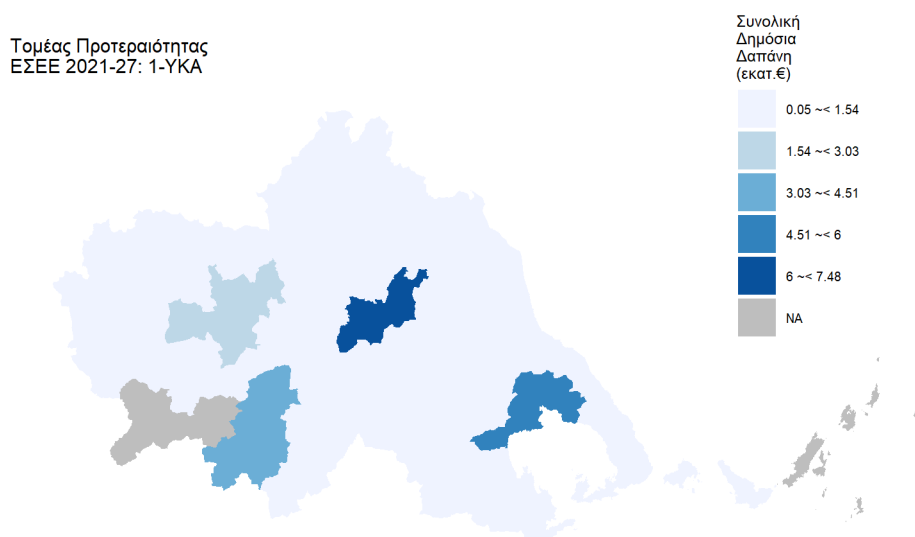 Τομέας Προτεραιότητας
ΕΣΕΕ 2021-27: 1-ΥΚΑ
Συνολική
Δημόσια
Δαπάνη
(εκατ.€)
0.05 ~< 1.54
1.54 ~< 3.03
3.03 ~< 4.51
4.51 ~< 6
6 ~< 7.48
NA